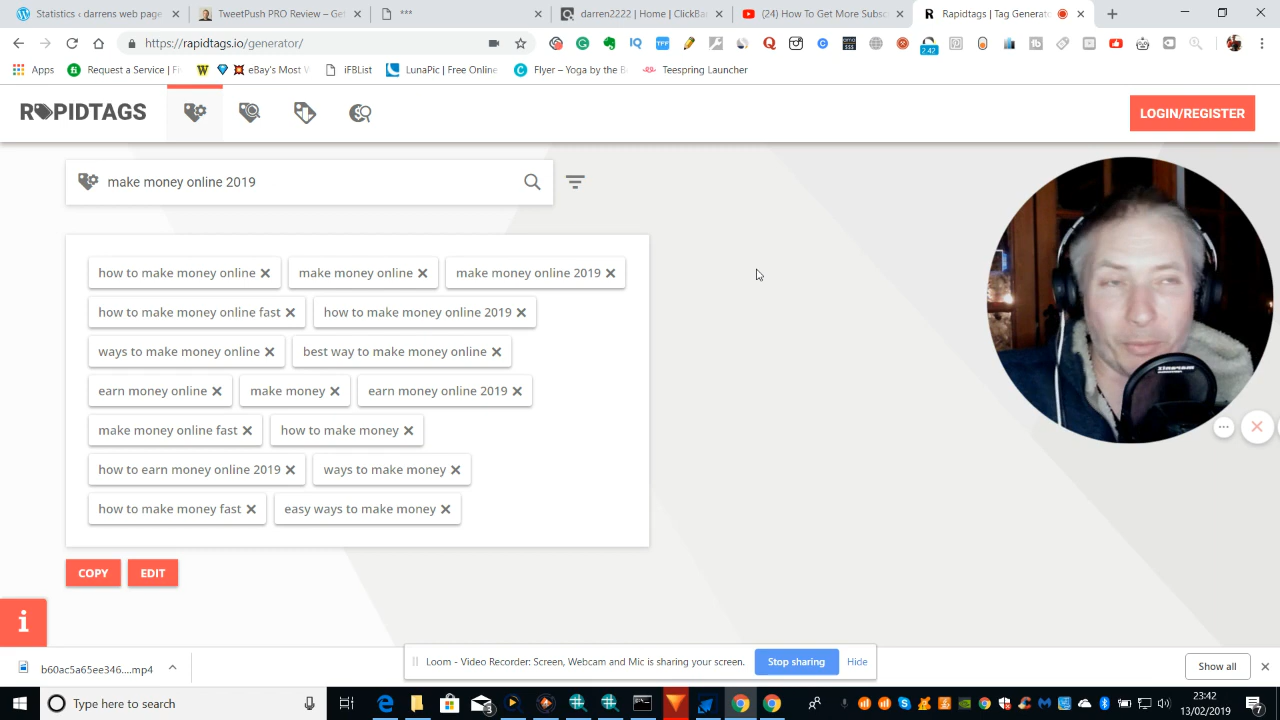 Statistics ‹ darrens web page
TweetPush PRO Review – Get
***
darren2222 | Home | ClickBa
(24) How To Get More Subsc
Rapidtags | Tag Generato
https://rapidtags.io/generator/
2.42
Apps
Request a Service | Fi
eBay's Most W
iFBList
LunaPic | Free Online
Flyer – Yoga by the B
Teespring Launcher
RAPIDTAGS
LOGIN/REGISTER
make money online 2019
how to make money online
make money online
make money online 2019
how to make money online fast
how to make money online 2019
ways to make money online
best way to make money online
earn money online
make money
earn money online 2019
make money online fast
how to make money
how to earn money online 2019
ways to make money
how to make money fast
easy ways to make money
COPY
EDIT
i
Loom - Video Recorder: Screen, Webcam and Mic is sharing your screen.
Stop sharing
Hide
b60ac5a65ee346....mp4
Show all
Type here to search
23:42
13/02/2019